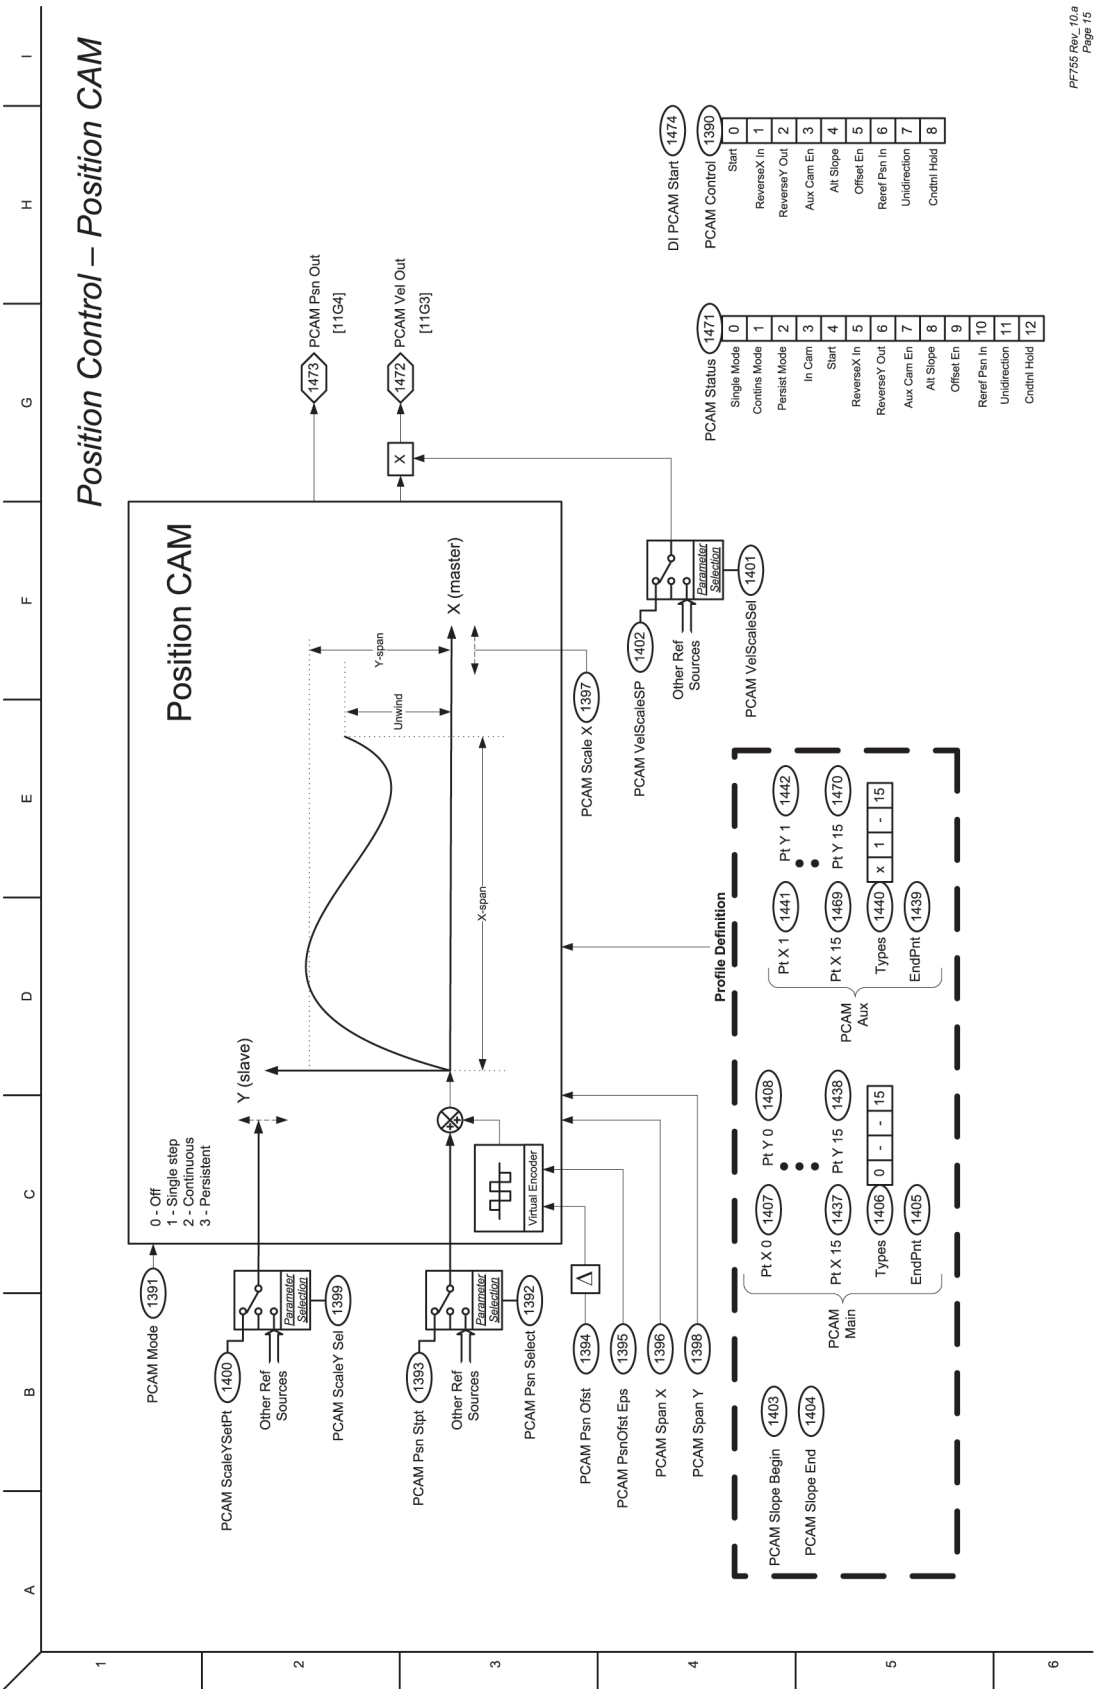 A
B
C
D
E
F
G
H
I
1
2
3
4
5
6
Position Control – Position CAM
Position CAM
PCAM Mode 1391
0 - Off
1 - Single step
2 - Continuous
3 - Persistent
PCAM ScaleYSetPt 1400
Other Ref
Sources
Parameter
Selection
PCAM ScaleY Sel 1399
Y (slave)
PCAM Psn Stpt 1393
Other Ref
Sources
Parameter
Selection
PCAM Psn Select 1392
Virtual Encoder
X (master)
Unwind
Y-span
X-span
PCAM Psn Ofst 1394
Δ
PCAM PsnOfst Eps 1395
PCAM Span X 1396
PCAM Span Y 1398
PCAM Scale X 1397
1473 PCAM Psn Out
[11G4]
X
1472 PCAM Vel Out
[11G3]
PCAM VelScaleSP 1402
Other Ref
Sources
Parameter
Selection
PCAM VelScaleSel 1401
Profile Definition
PCAM Slope Begin 1403
PCAM Slope End 1404
PCAM
Main
Pt X 0 1407 Pt Y 0 1408
Pt X 15 1437 Pt Y 15 1438
Types 1406 0 - - 15
EndPnt 1405
PCAM
Aux
Pt X 1 1441 Pt Y 1 1442
Pt X 15 1469 Pt Y 15 1470
Types 1440 x 1 - 15
EndPnt 1439
PCAM Status 1471
Single Mode 0
Contins Mode 1
Persist Mode 2
In Cam 3
Start 4
ReverseX In 5
ReverseY Out 6
Aux Cam En 7
Alt Slope 8
Offset En 9
Reref Psn In 10
Unidirection 11
Cndtnl Hold 12
DI PCAM Start 1474
PCAM Control 1390
Start 0
ReverseX In 1
ReverseY Out 2
Aux Cam En 3
Alt Slope 4
Offset En 5
Reref Psn In 6
Unidirection 7
Cndtnl Hold 8
PF755 Rev_10.a
Page 15